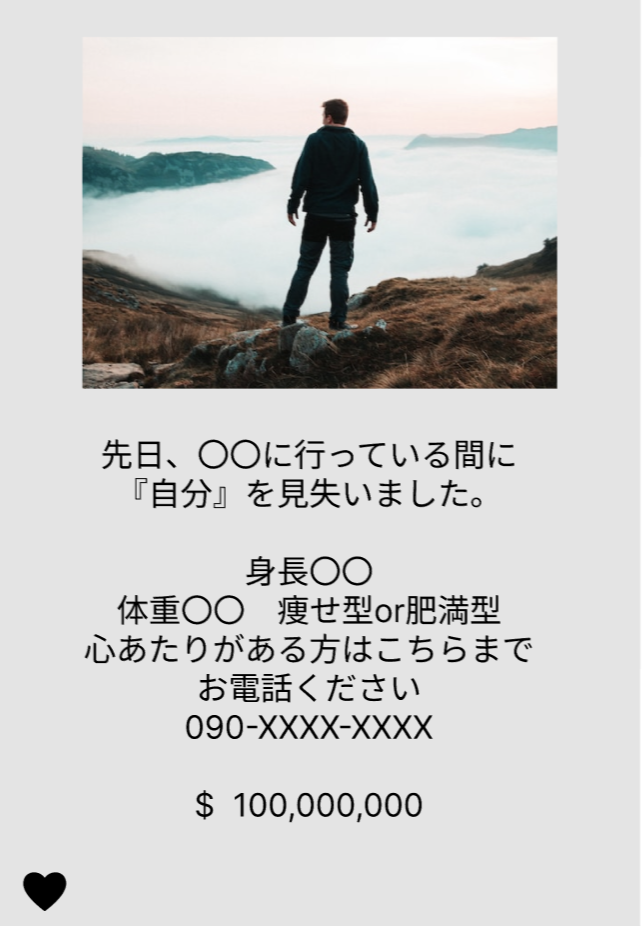 先日、〇〇に行っている間に
『自分』を見失いました。
身長〇〇
体重〇〇　痩せ型or肥満型
心あたりがある方はこちらまで
お電話ください
090-XXXX-XXXX
$ 100,000,000